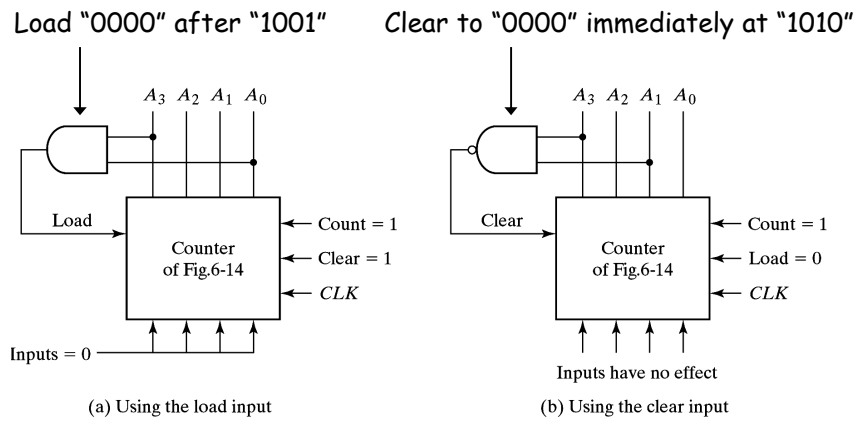 Load “0000” after “1001”
Clear to “0000” immediately at “1010”
A3 A2 A1 A0
Load
Counter
of Fig.6-14
Count = 1
Clear = 1
CLK
Inputs = 0
(a) Using the load input
A3 A2 A1 A0
Clear
Counter
of Fig.6-14
Count = 1
Load = 0
CLK
Inputs have no effect
(b) Using the clear input